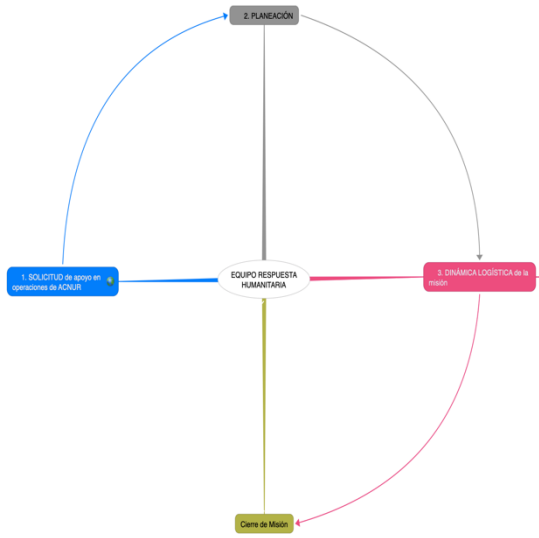 2. PLANEACIÓN
1. SOLICITUD de apoyo en
operaciones de ACNUR
EQUIPO RESPUESTA
HUMANITARIA
3. DINÁMICA LOGÍSTICA de la
misión
Cierre de Misión